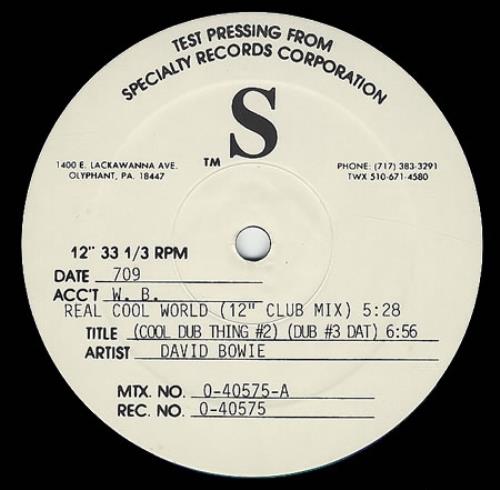 TEST PRESSING FROM
SPECIALTY RECORDS CORPORATION
S
TM
1400 E. LACKAWANNA AVE.
OLYPHANT, PA. 18447
PHONE: (717) 383-3291
TWX 510-671-4580
12" 33 1/3 RPM
DATE 709
ACC'T W. B.
REAL COOL WORLD (12" CLUB MIX) 5:28
TITLE (COOL DUB THING #2) (DUB #3 DAT) 6:56
ARTIST DAVID BOWIE
MTX. NO. 0-40575-A
REC. NO. 0-40575